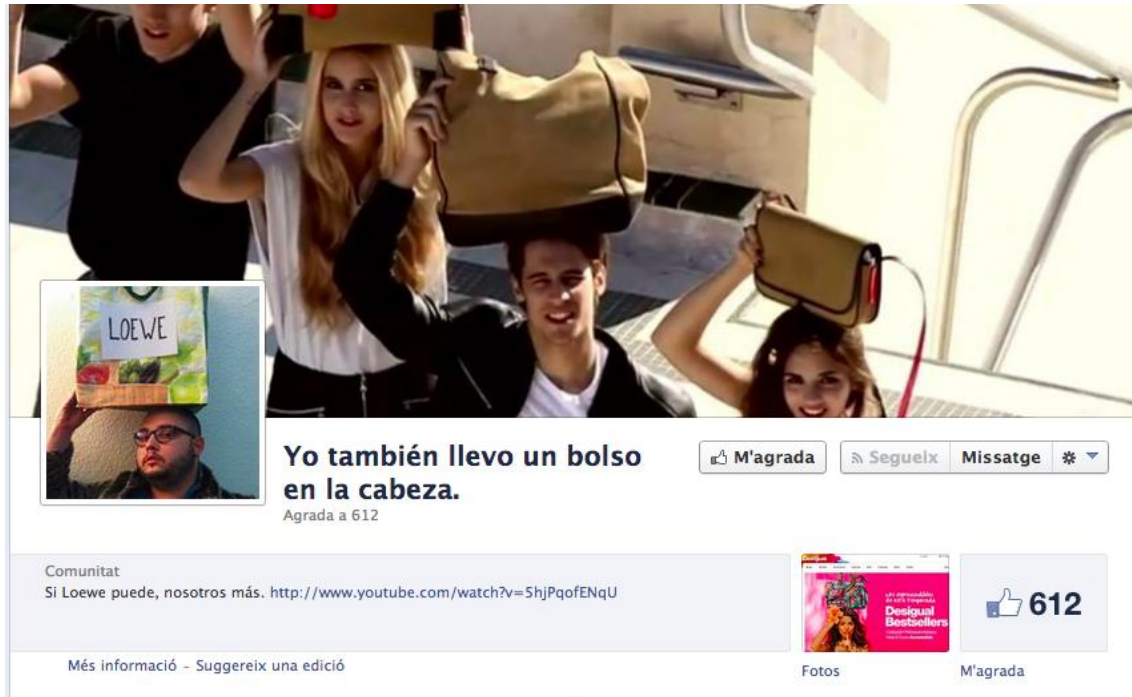 LOEWE
Yo también llevo un bolso
en la cabeza.
Agrada a 612
M'agrada
Segueix
Missatge
Comunitat
Si Loewe puede, nosotros más. http://www.youtube.com/watch?v=5hjPqofENqU
Desigual
Bestsellers
612
Més informació - Suggereix una edició
Fotos
M'agrada